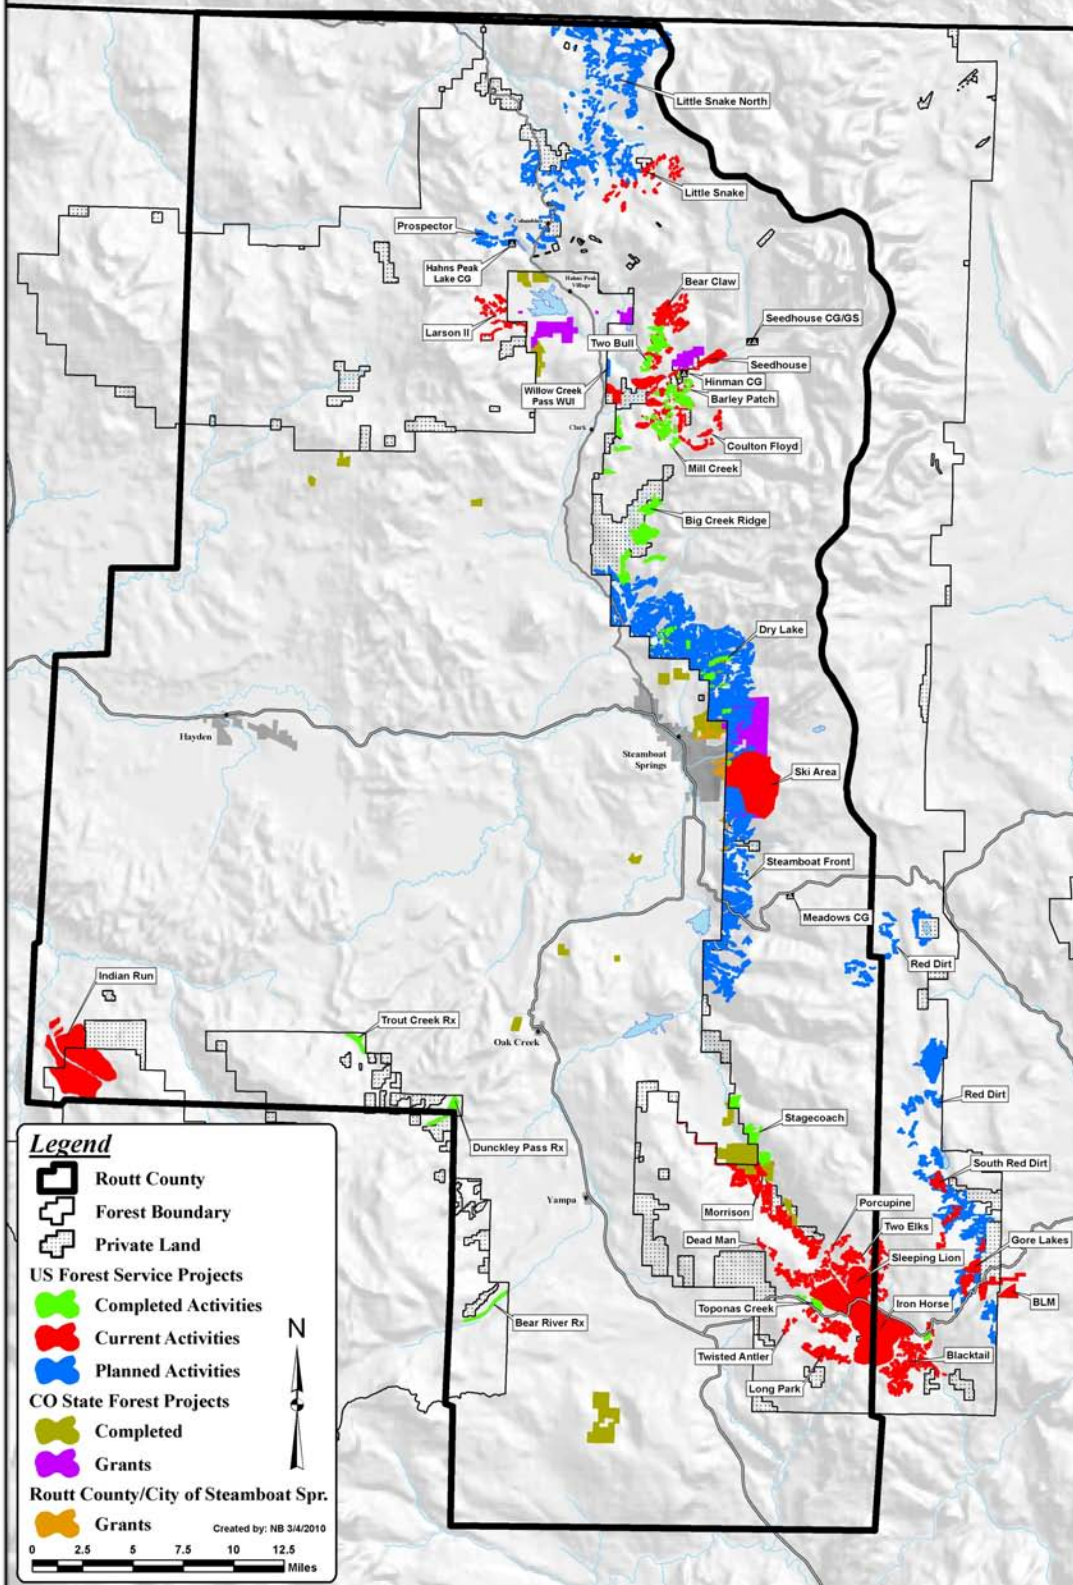 Little Snake North
Little Snake
Prospector
Columbine
Hahns Peak
Lake CG
Hahns Peak
Village
Bear Claw
Larson II
Seedhouse CG/GS
Two Bull
Seedhouse
Hinman CG
Willow Creek
Pass WUI
Barley Patch
Clark
Coulton Floyd
Mill Creek
Big Creek Ridge
Dry Lake
Hayden
Steamboat
Springs
Ski Area
Steamboat Front
Meadows CG
Red Dirt
Indian Run
Trout Creek Rx
Oak Creek
Red Dirt
Stagecoach
Dunckley Pass Rx
South Red Dirt
Yampa
Morrison
Porcupine
Two Elks
Dead Man
Gore Lakes
Sleeping Lion
Toponas Creek
Iron Horse
BLM
Bear River Rx
Twisted Antler
Blacktail
Long Park
Legend
Routt County
Forest Boundary
Private Land
US Forest Service Projects
Completed Activities
Current Activities
N
Planned Activities
CO State Forest Projects
Completed
Grants
Routt County/City of Steamboat Spr.
Grants
Created by: NB 3/4/2010
0 2.5 5 7.5 10 12.5
Miles